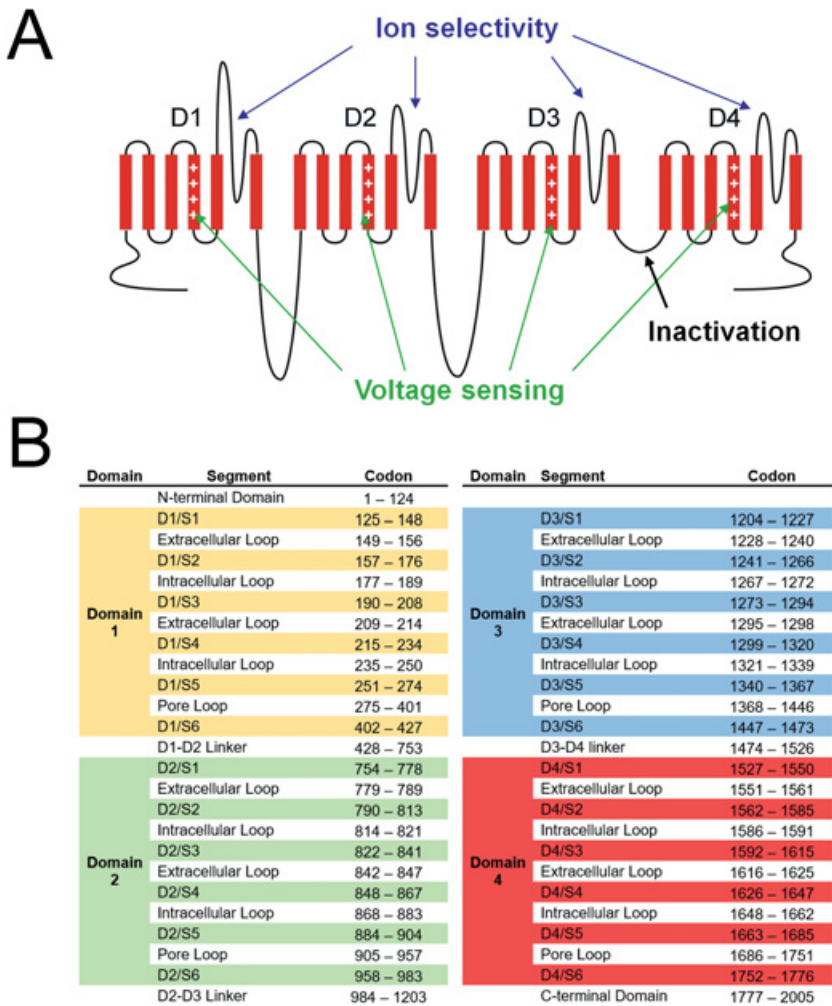 A
Ion selectivity
D1 D2 D3 D4
+ + + +
+ + + +
+ + + +
+ + + +
Inactivation
Voltage sensing
B
Domain Segment Codon
N-terminal Domain 1 – 124
D1/S1 125 – 148
Extracellular Loop 149 – 156
D1/S2 157 – 176
Intracellular Loop 177 – 189
D1/S3 190 – 208
Domain 1
Extracellular Loop 209 – 214
D1/S4 215 – 234
Intracellular Loop 235 – 250
D1/S5 251 – 274
Pore Loop 275 – 401
D1/S6 402 – 427
D1-D2 Linker 428 – 753
D2/S1 754 – 778
Extracellular Loop 779 – 789
D2/S2 790 – 813
Intracellular Loop 814 – 821
D2/S3 822 – 841
Domain 2
Extracellular Loop 842 – 847
D2/S4 848 – 867
Intracellular Loop 868 – 883
D2/S5 884 – 904
Pore Loop 905 – 957
D2/S6 958 – 983
D2-D3 Linker 984 – 1203
Domain Segment Codon
D3/S1 1204 – 1227
Extracellular Loop 1228 – 1240
D3/S2 1241 – 1266
Intracellular Loop 1267 – 1272
D3/S3 1273 – 1294
Domain 3
Extracellular Loop 1295 – 1298
D3/S4 1299 – 1320
Intracellular Loop 1321 – 1339
D3/S5 1340 – 1367
Pore Loop 1368 – 1446
D3/S6 1447 – 1473
D3-D4 linker 1474 – 1526
D4/S1 1527 – 1550
Extracellular Loop 1551 – 1561
D4/S2 1562 – 1585
Intracellular Loop 1586 – 1591
D4/S3 1592 – 1615
Domain 4
Extracellular Loop 1616 – 1625
D4/S4 1626 – 1647
Intracellular Loop 1648 – 1662
D4/S5 1663 – 1685
Pore Loop 1686 – 1751
D4/S6 1752 – 1776
C-terminal Domain 1777 – 2005